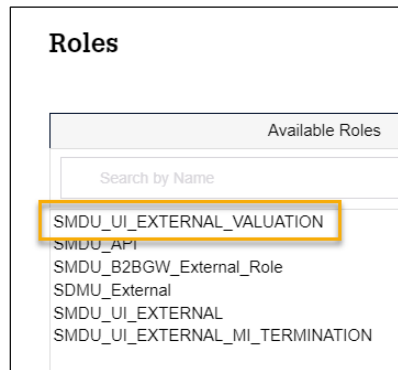 Roles
Available Roles
Search by Name
SMDU_UI_EXTERNAL_VALUATION
SMDU_API
SMDU_B2BGW_External_Role
SDMU_External
SMDU_UI_EXTERNAL
SMDU_UI_EXTERNAL_MI_TERMINATION